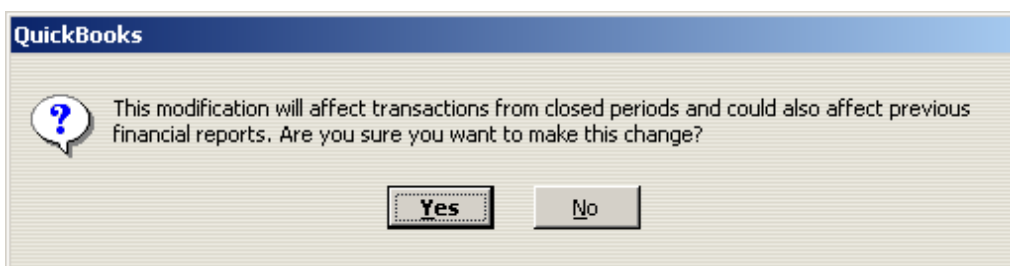 QuickBooks
This modification will affect transactions from closed periods and could also affect previous
financial reports. Are you sure you want to make this change?
Yes No